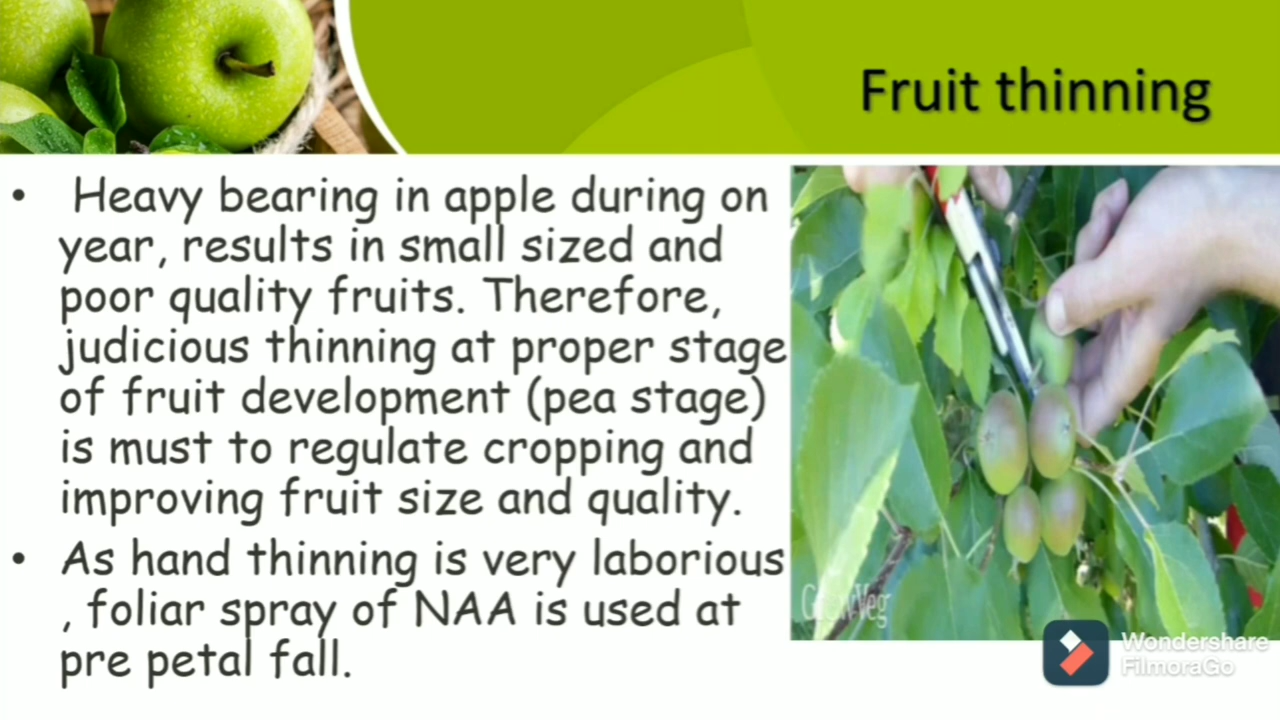 Fruit thinning
• Heavy bearing in apple during on
year, results in small sized and
poor quality fruits. Therefore,
judicious thinning at proper stage
of fruit development (pea stage)
is must to regulate cropping and
improving fruit size and quality.
• As hand thinning is very laborious
, foliar spray of NAA is used at
pre petal fall.
GrowVeg
Wondershare
FilmoraGo